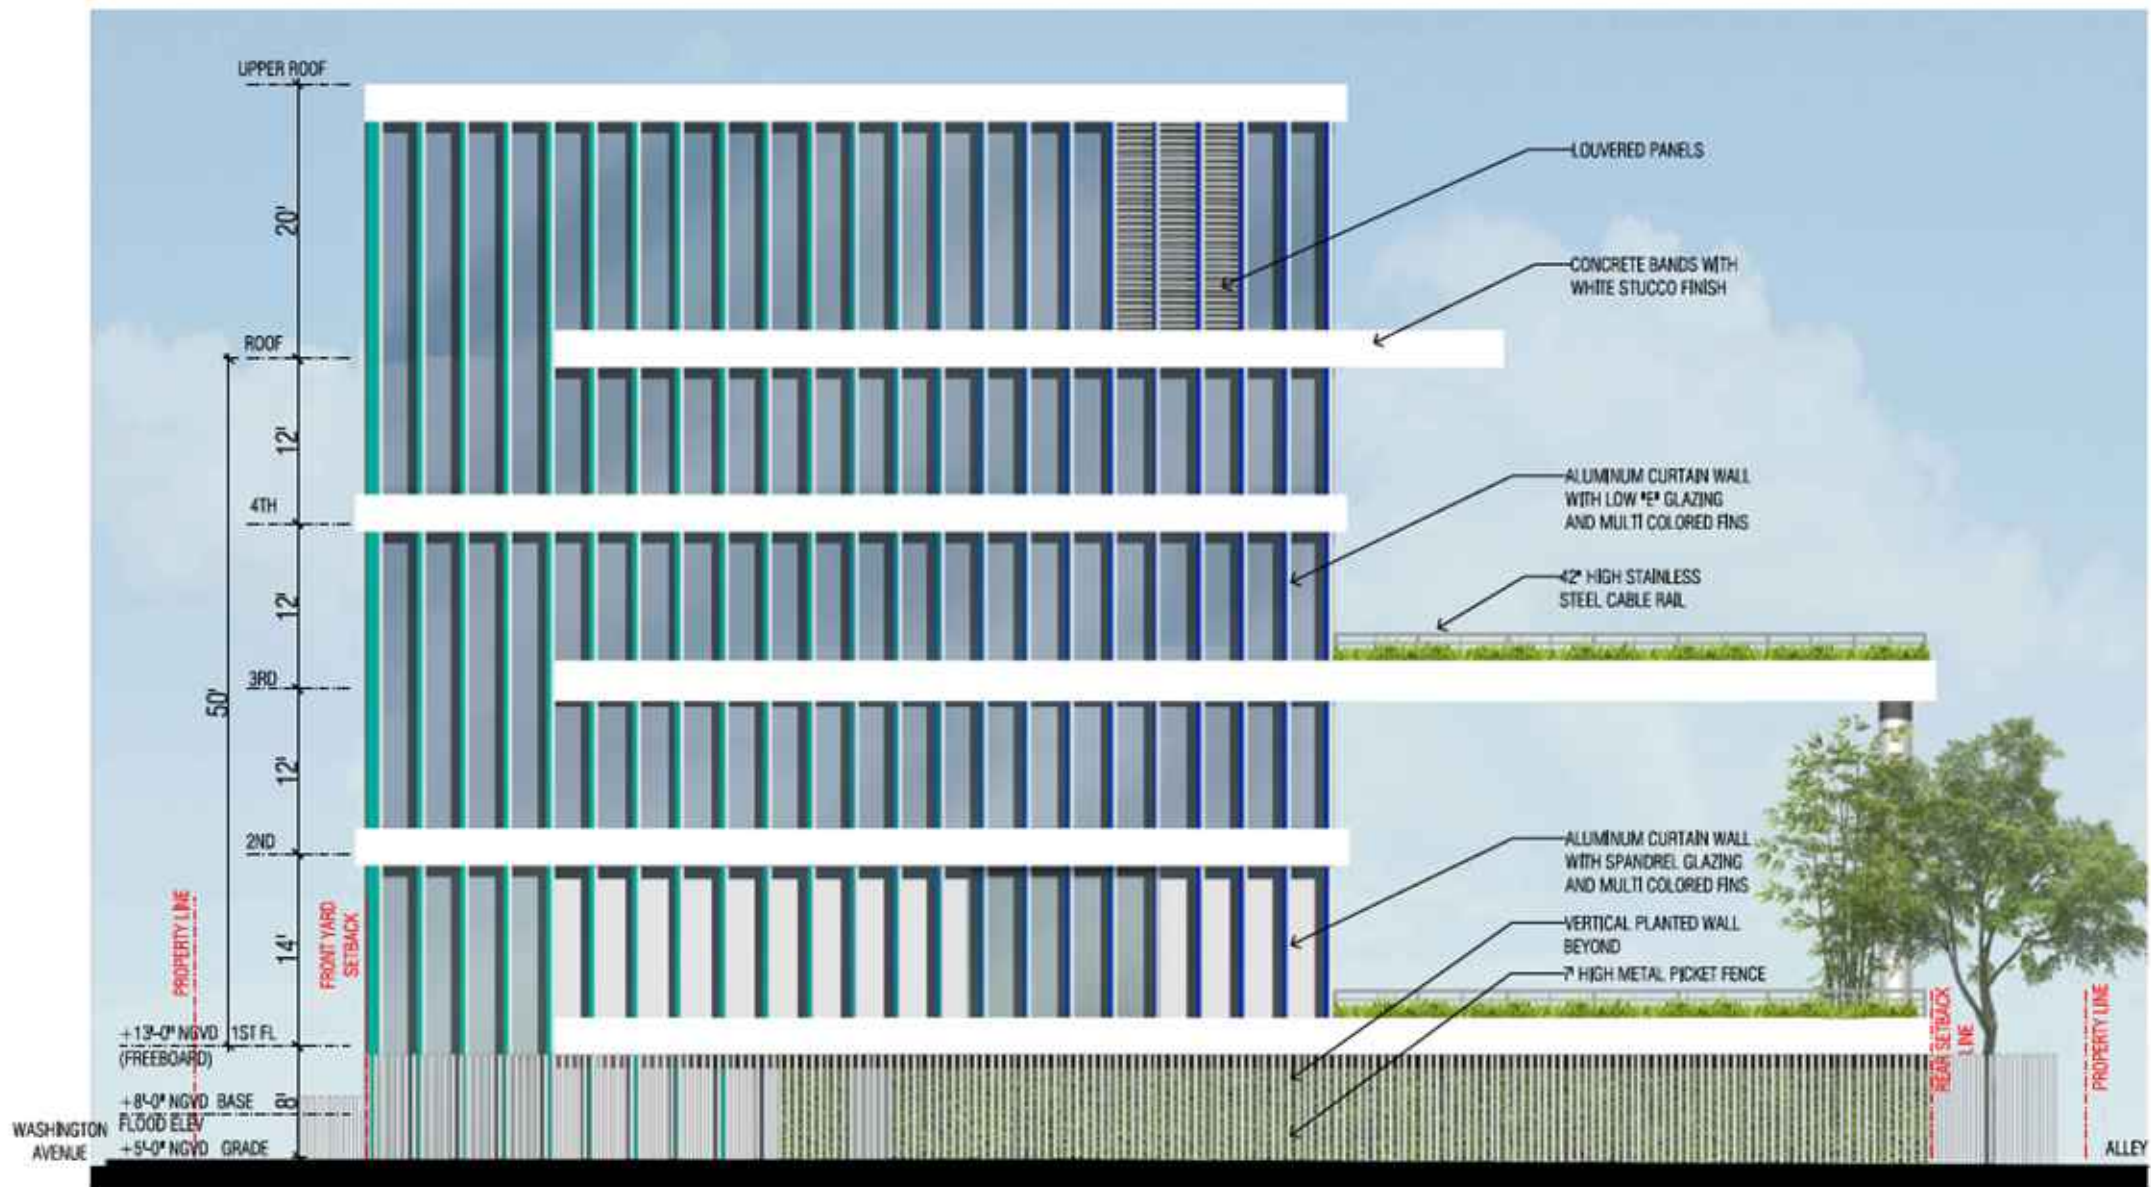 UPPER ROOF
20'
LOUVERED PANELS
CONCRETE BANDS WITH
WHITE STUCCO FINISH
ROOF
12'
4TH
ALUMINUM CURTAIN WALL
WITH LOW "E" GLAZING
AND MULTI COLORED FINS
12'
42" HIGH STAINLESS
STEEL CABLE RAIL
3RD
50'
12'
2ND
ALUMINUM CURTAIN WALL
WITH SPANDREL GLAZING
AND MULTI COLORED FINS
VERTICAL PLANTED WALL
BEYOND
7' HIGH METAL PICKET FENCE
14'
PROPERTY LINE
FRONT YARD
SETBACK
REAR SETBACK
LINE
PROPERTY LINE
+13'-0" NGVD 1ST FL
(FREEBOARD)
8'
+8'-0" NGVD BASE
FLOOD ELEV
+5'-0" NGVD GRADE
WASHINGTON
AVENUE
ALLEY